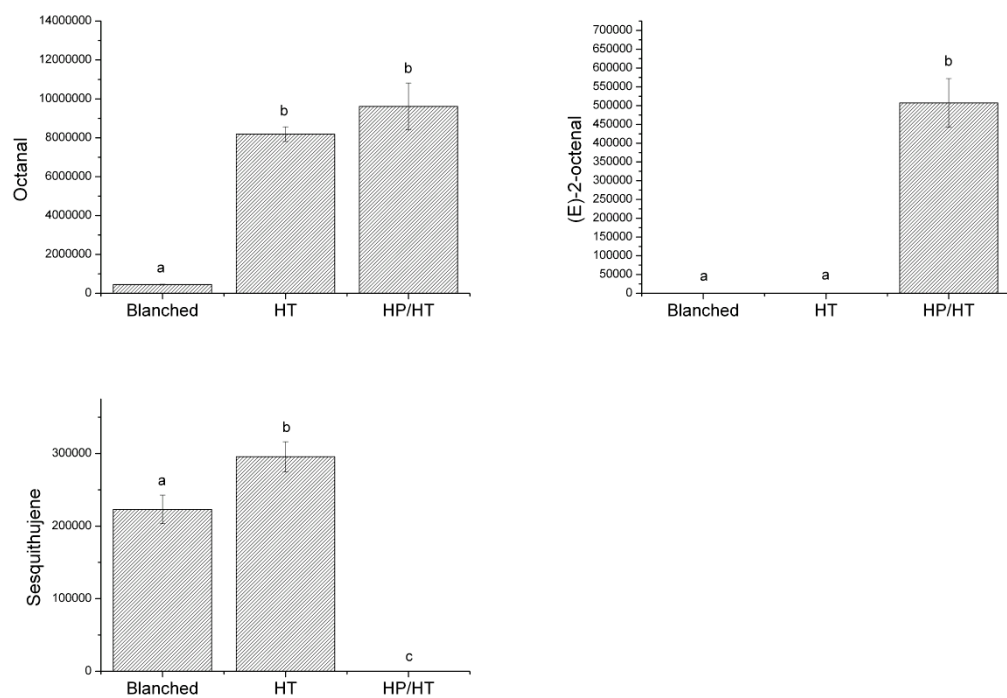 Octanal
14000000
12000000
10000000
8000000
6000000
4000000
2000000
0
a
b
b
Blanched
HT
HP/HT
(E)-2-octenal
700000
650000
600000
550000
500000
450000
400000
350000
300000
250000
200000
150000
100000
50000
0
a
a
b
Blanched
HT
HP/HT
Sesquithujene
300000
200000
100000
0
a
b
c
Blanched
HT
HP/HT